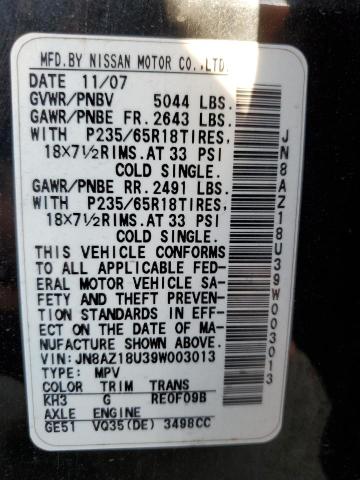 MFD.BY NISSAN MOTOR CO.,LTD.
DATE 11/07
GVWR/PNBV 5044 LBS.
GAWR/PNBE FR. 2643 LBS.
WITH P235/65R18TIRES,
18X7½RIMS.AT 33 PSI
COLD SINGLE.
GAWR/PNBE RR. 2491 LBS.
WITH P235/65R18TIRES,
18X7½RIMS.AT 33 PSI
COLD SINGLE.
THIS VEHICLE CONFORMS
TO ALL APPLICABLE FED-
ERAL MOTOR VEHICLE SA-
FETY AND THEFT PREVEN-
TION STANDARDS IN EFF-
ECT ON THE DATE OF MA-
NUFACTURE SHOWN ABOVE.
VIN:JN8AZ18U39W003013
TYPE: MPV
COLOR TRIM TRANS
KH3 G RE0F09B
AXLE ENGINE
GE51 VQ35(DE) 3498CC
JN8AZ18U39W003013